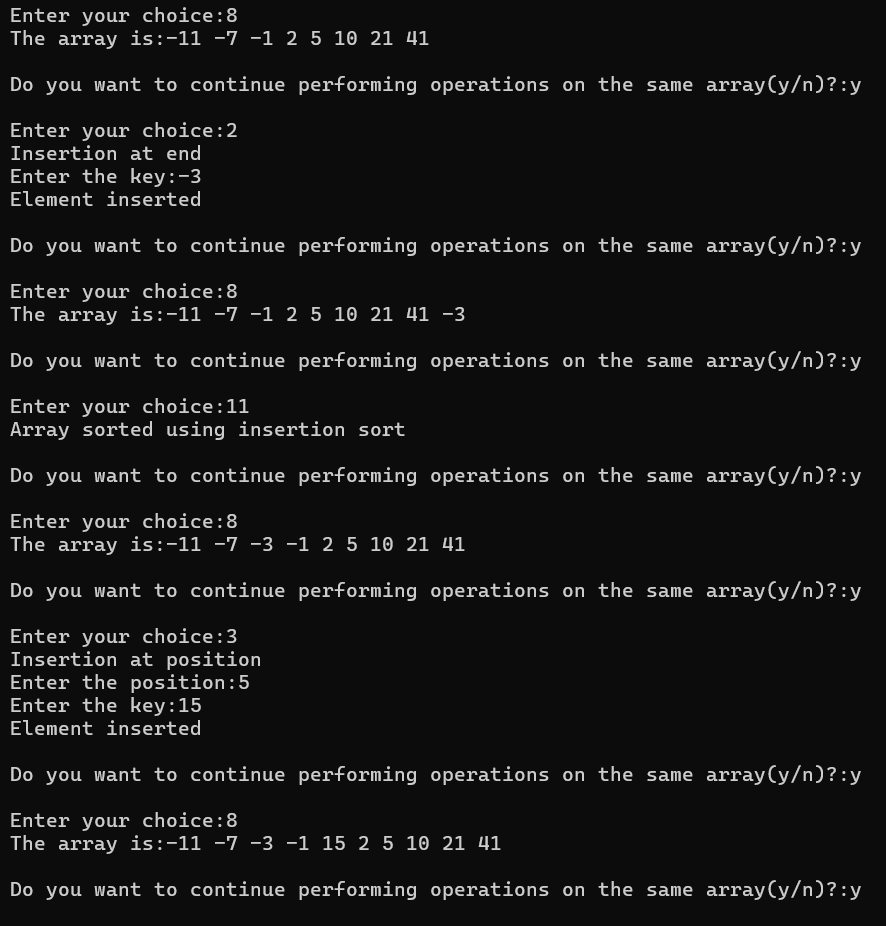 Enter your choice:8
The array is:-11 -7 -1 2 5 10 21 41
Do you want to continue performing operations on the same array(y/n)?:y
Enter your choice:2
Insertion at end
Enter the key:-3
Element inserted
Do you want to continue performing operations on the same array(y/n)?:y
Enter your choice:8
The array is:-11 -7 -1 2 5 10 21 41 -3
Do you want to continue performing operations on the same array(y/n)?:y
Enter your choice:11
Array sorted using insertion sort
Do you want to continue performing operations on the same array(y/n)?:y
Enter your choice:8
The array is:-11 -7 -3 -1 2 5 10 21 41
Do you want to continue performing operations on the same array(y/n)?:y
Enter your choice:3
Insertion at position
Enter the position:5
Enter the key:15
Element inserted
Do you want to continue performing operations on the same array(y/n)?:y
Enter your choice:8
The array is:-11 -7 -3 -1 15 2 5 10 21 41
Do you want to continue performing operations on the same array(y/n)?:y